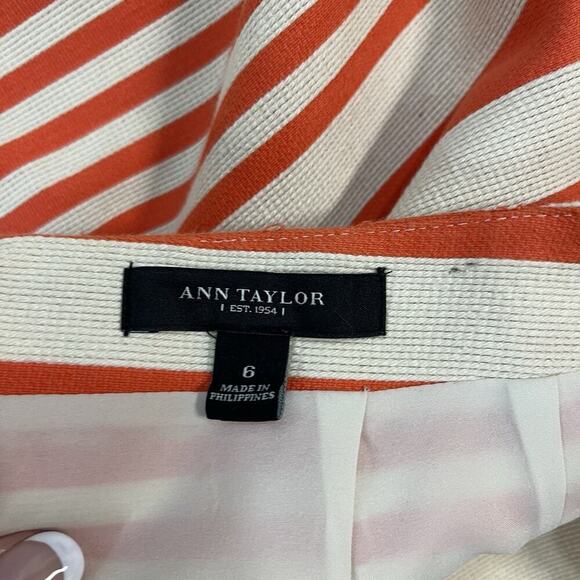 ANN TAYLOR
EST. 1954
6
MADE IN
PHILIPPINES